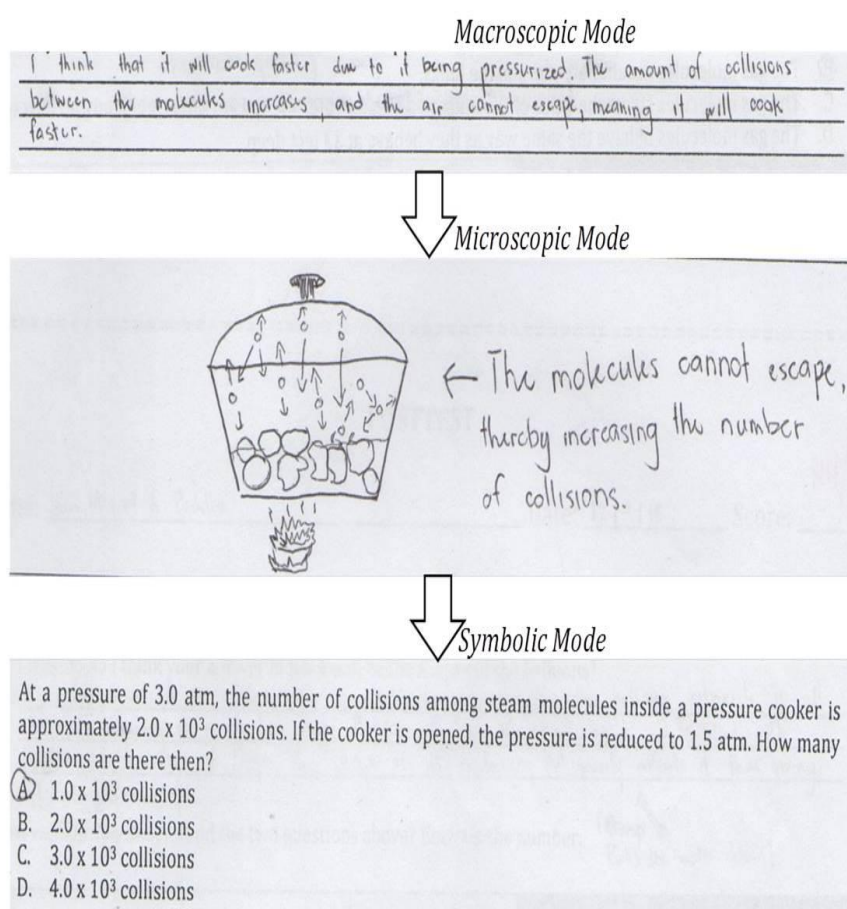 Macroscopic Mode
I think that it will cook faster due to it being pressurized. The amount of collisions
between the molecules increases, and the air cannot escape, meaning it will cook
faster.
Microscopic Mode
← The molecules cannot escape,
thereby increasing the number
of collisions.
Symbolic Mode
At a pressure of 3.0 atm, the number of collisions among steam molecules inside a pressure cooker is
approximately 2.0 x 10³ collisions. If the cooker is opened, the pressure is reduced to 1.5 atm. How many
collisions are there then?
A. 1.0 x 10³ collisions
B. 2.0 x 10³ collisions
C. 3.0 x 10³ collisions
D. 4.0 x 10³ collisions